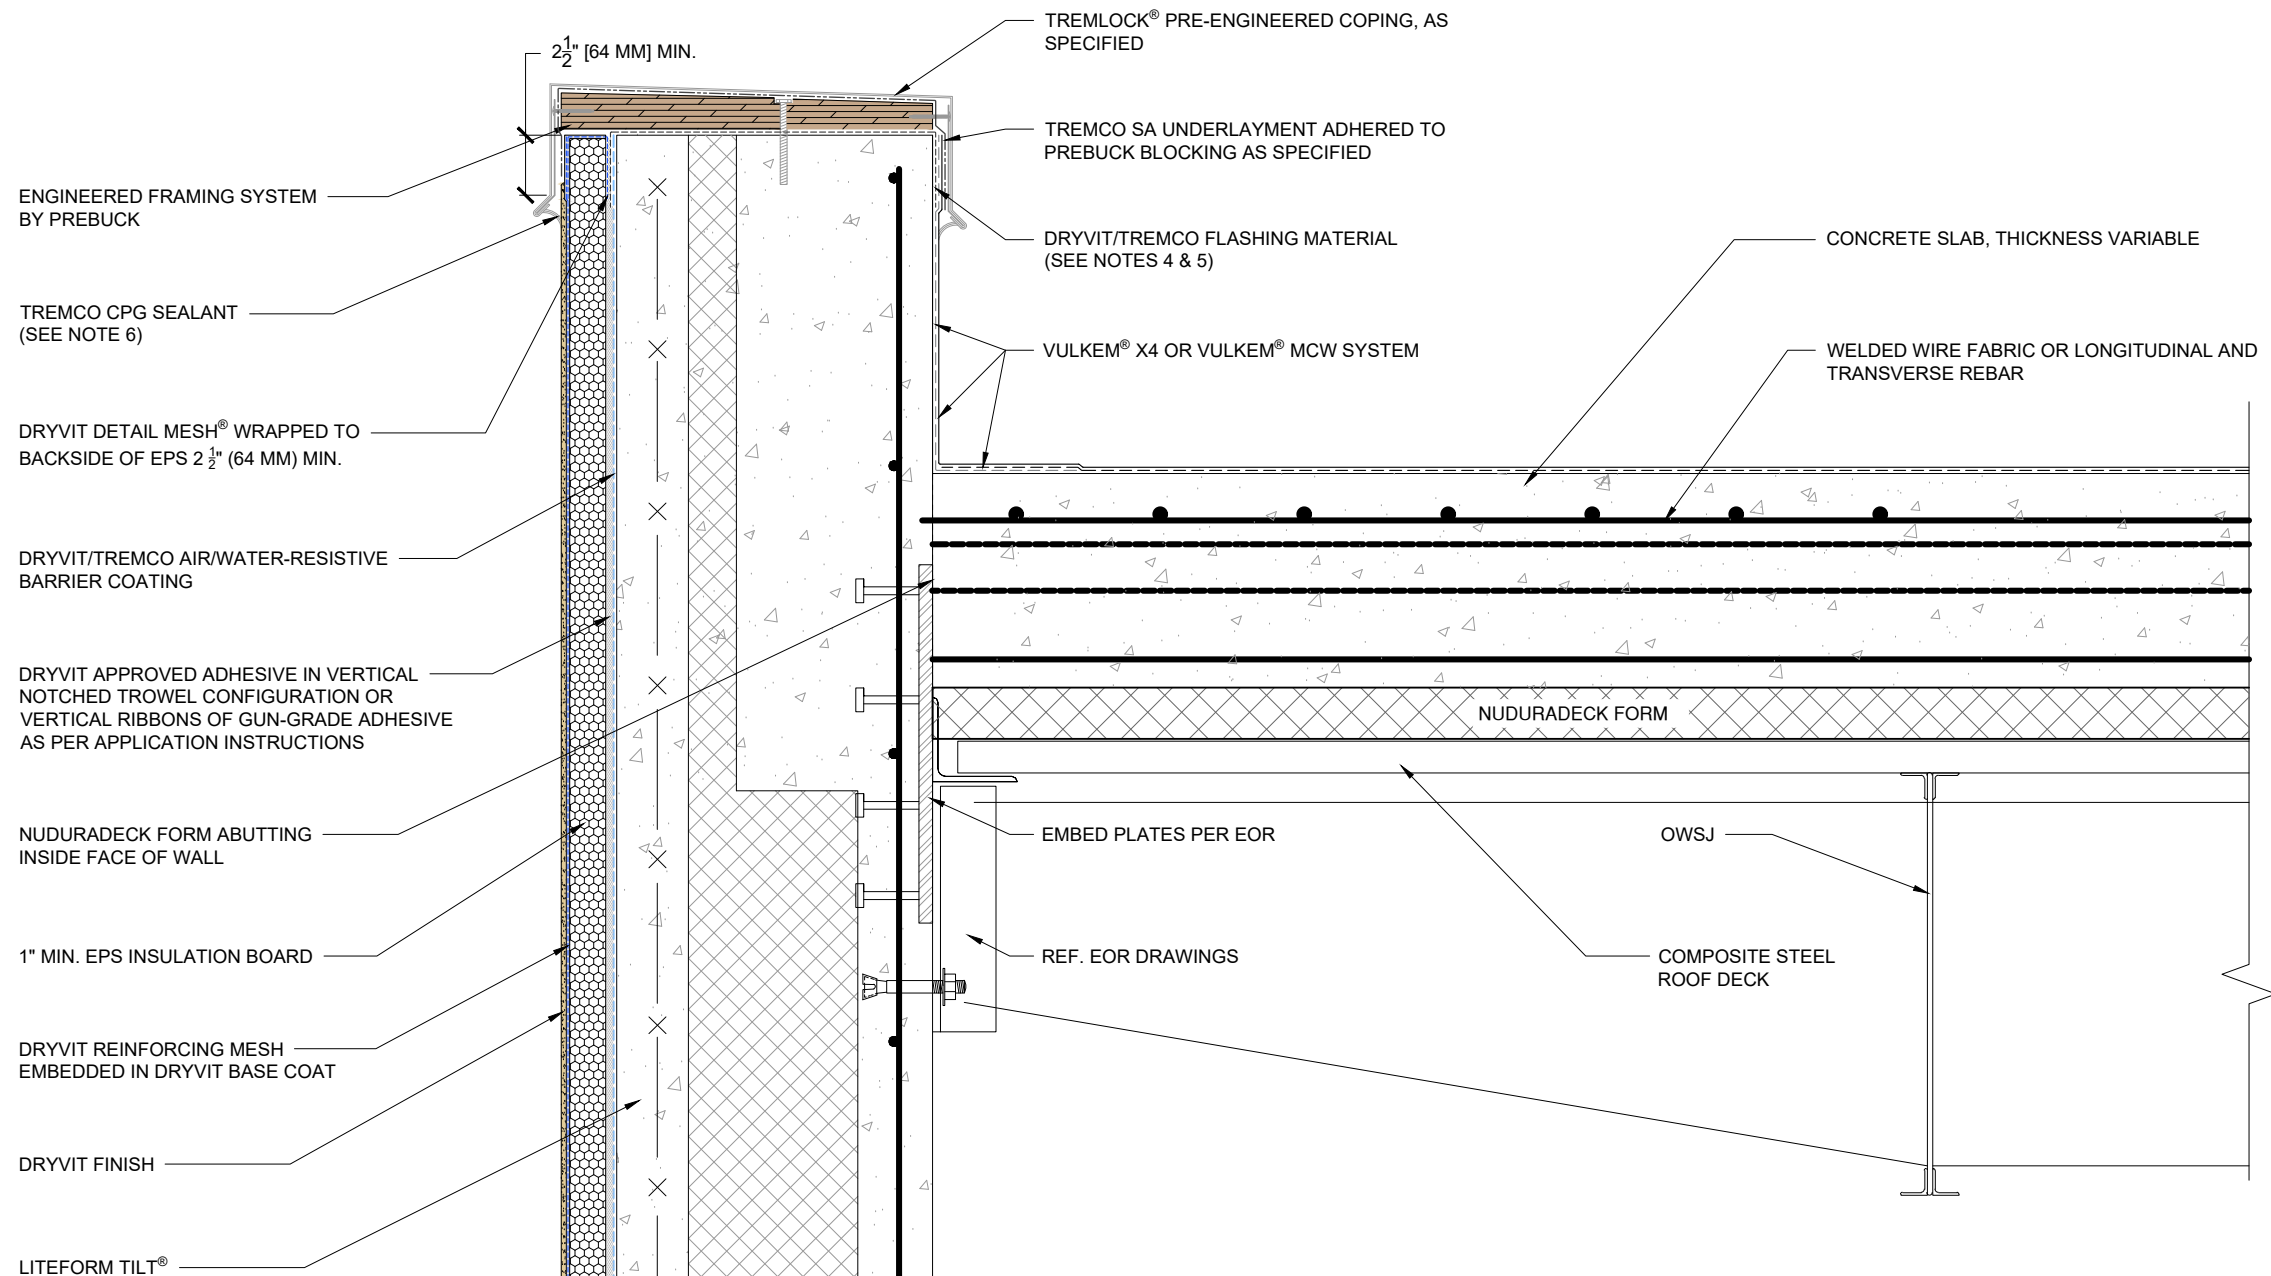 2 1/2" [64 MM] MIN.
ENGINEERED FRAMING SYSTEM
BY PREBUCK
TREMCO CPG SEALANT
(SEE NOTE 6)
DRYVIT DETAIL MESH® WRAPPED TO
BACKSIDE OF EPS 2 1/2" (64 MM) MIN.
DRYVIT/TREMCO AIR/WATER-RESISTIVE
BARRIER COATING
DRYVIT APPROVED ADHESIVE IN VERTICAL
NOTCHED TROWEL CONFIGURATION OR
VERTICAL RIBBONS OF GUN-GRADE ADHESIVE
AS PER APPLICATION INSTRUCTIONS
NUDURADECK FORM ABUTTING
INSIDE FACE OF WALL
1" MIN. EPS INSULATION BOARD
DRYVIT REINFORCING MESH
EMBEDDED IN DRYVIT BASE COAT
DRYVIT FINISH
LITEFORM TILT®
TREMLOCK® PRE-ENGINEERED COPING, AS
SPECIFIED
TREMCO SA UNDERLAYMENT ADHERED TO
PREBUCK BLOCKING AS SPECIFIED
DRYVIT/TREMCO FLASHING MATERIAL
(SEE NOTES 4 & 5)
VULKEM® X4 OR VULKEM® MCW SYSTEM
CONCRETE SLAB, THICKNESS VARIABLE
WELDED WIRE FABRIC OR LONGITUDINAL AND
TRANSVERSE REBAR
NUDURADECK FORM
EMBED PLATES PER EOR
OWSJ
REF. EOR DRAWINGS
COMPOSITE STEEL
ROOF DECK